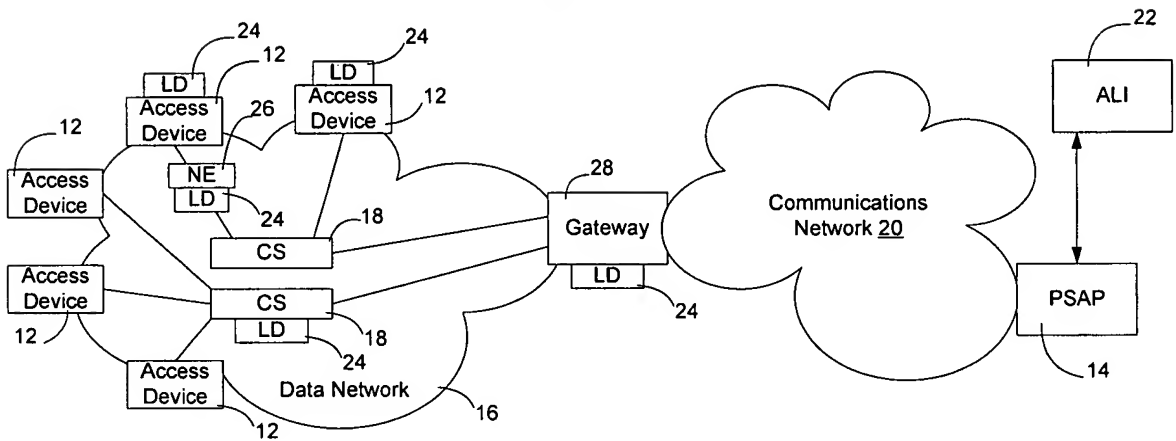 24
LD
12
Access
Device
26
NE
LD
24
24
LD
Access
Device
12
12
Access
Device
18
CS
Access
Device
12
CS
18
LD
24
Access
Device
12
Data Network
16
28
Gateway
LD
24
Communications
Network 20
22
ALI
PSAP
14